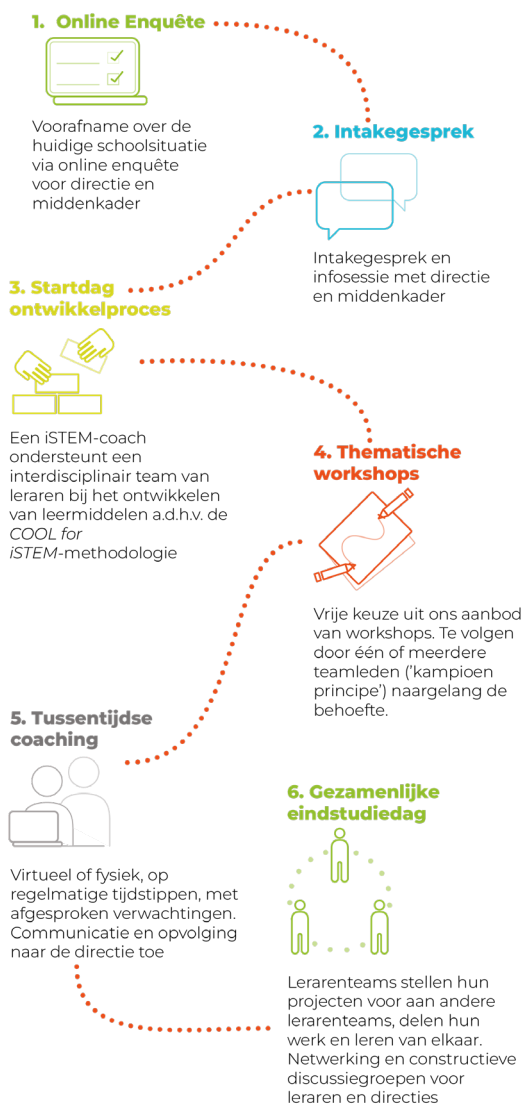 1. Online Enquête
Voorafname over de
huidige schoolsituatie
via online enquête
voor directie en
middenkader
2. Intakegesprek
Intakegesprek en
infosessie met directie
en middenkader
3. Startdag
ontwikkelproces
Een iSTEM-coach
ondersteunt een
interdisciplinair team van
leraren bij het ontwikkelen
van leermiddelen a.d.h.v. de
COOL for
iSTEM-methodologie
4. Thematische
workshops
Vrije keuze uit ons aanbod
van workshops. Te volgen
door één of meerdere
teamleden (’kampioen
principe’) naargelang de
behoefte.
5. Tussentijdse
coaching
Virtueel of fysiek, op
regelmatige tijdstippen, met
afgesproken verwachtingen.
Communicatie en opvolging
naar de directie toe
6. Gezamenlijke
eindstudiedag
Lerarenteams stellen hun
projecten voor aan andere
lerarenteams, delen hun
werk en leren van elkaar.
Netwerking en constructieve
discussiegroepen voor
leraren en directies